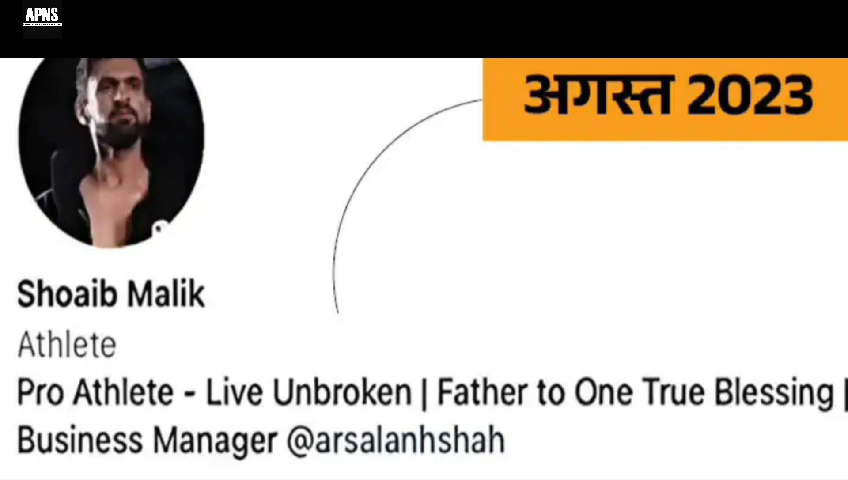 APNS
अगस्त 2023
Shoaib Malik
Athlete
Pro Athlete - Live Unbroken | Father to One True Blessing |
Business Manager @arsalanhshah